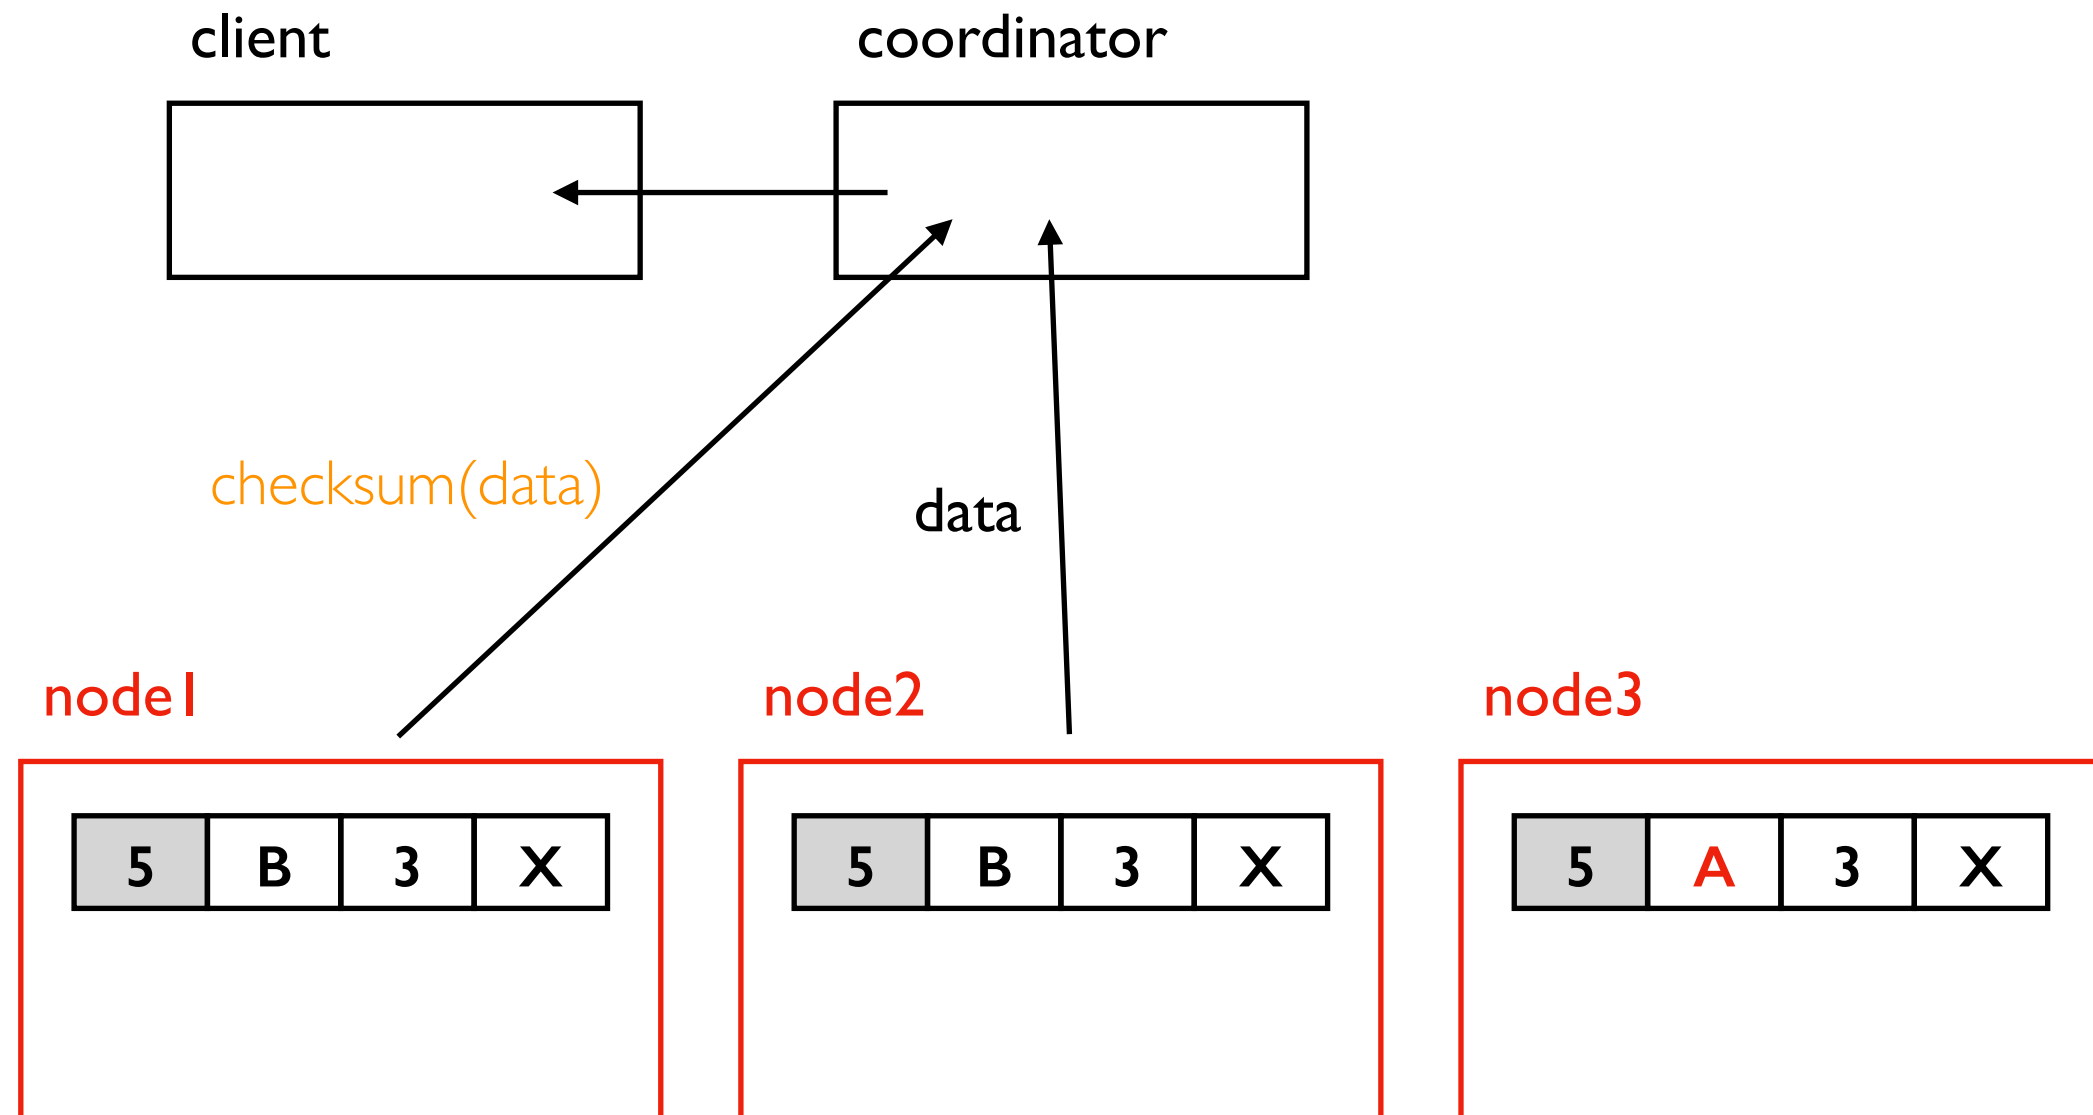 client
coordinator
checksum(data)
data
node1
node2
node3
5 B 3 X
5 B 3 X
5 A 3 X